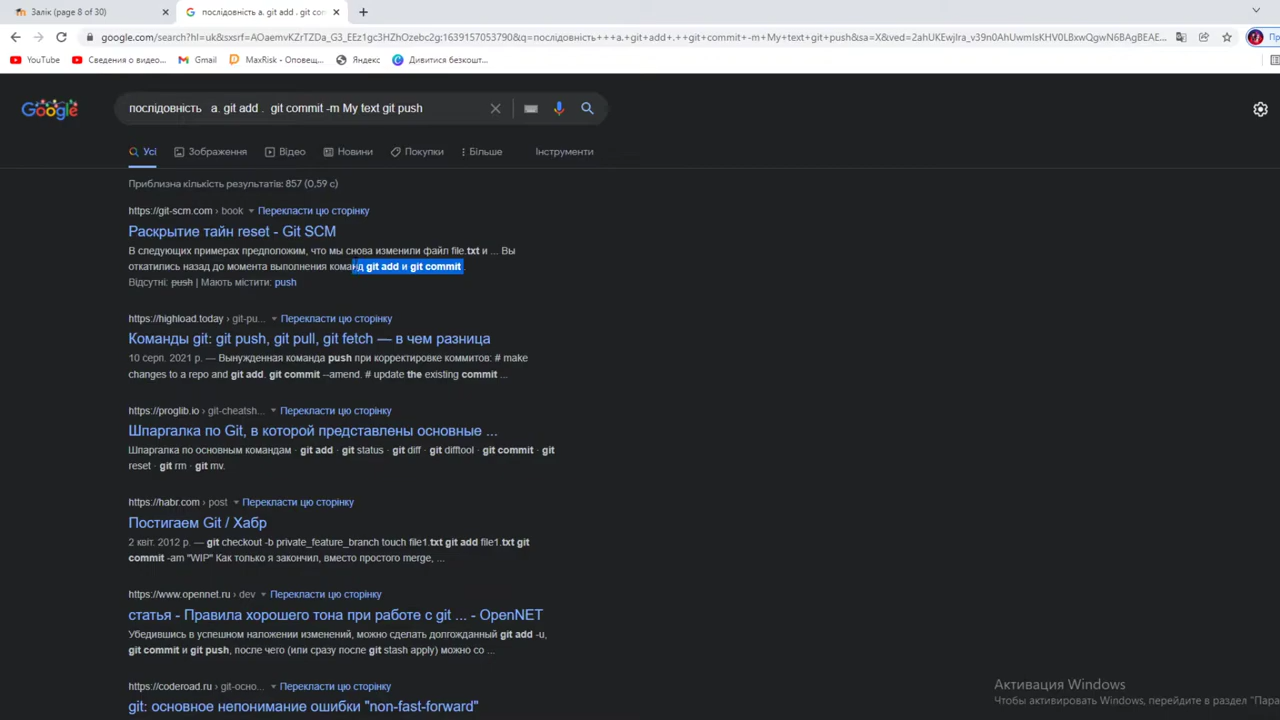 Залік (page 8 of 30)
послідовність a. git add . git con
google.com/search?hl=uk&sxsrf=AOaemvKZrTZDa_G3_EEz1gc3HZhOzebc2g:1639157053790&q=послідовність+++a.+git+add+.++git+commit+-m+My+text+git+push&sa=X&ved=2ahUKEwjIra_v39n0AhUwmIsKHV0LBxwQgwN6BAgBEAE...
Пр
YouTube
Сведения о видео...
Gmail
MaxRisk - Оповещ...
Яндекс
Дивитися безкошт...
Google
послідовність a. git add . git commit -m My text git push
Усі
Зображення
Відео
Новини
Покупки
Більше
Інструменти
Приблизна кількість результатів: 857 (0,59 с)
https://git-scm.com › book Перекласти цю сторінку
Раскрытие тайн reset - Git SCM
В следующих примерах предположим, что мы снова изменили файл file.txt и ... Вы
откатились назад до момента выполнения команд git add и git commit .
Відсутні: push | Мають містити: push
https://highload.today › git-pu... Перекласти цю сторінку
Команды git: git push, git pull, git fetch — в чем разница
10 серп. 2021 р. — Вынужденная команда push при корректировке коммитов: # make
changes to a repo and git add. git commit --amend. # update the existing commit ...
https://proglib.io › git-cheatsh... Перекласти цю сторінку
Шпаргалка по Git, в которой представлены основные ...
Шпаргалка по основным командам · git add · git status · git diff · git difftool · git commit · git
reset · git rm · git mv.
https://habr.com › post Перекласти цю сторінку
Постигаем Git / Хабр
2 квіт. 2012 р. — git checkout -b private_feature_branch touch file1.txt git add file1.txt git
commit -am "WIP" Как только я закончил, вместо простого merge, ...
https://www.opennet.ru › dev Перекласти цю сторінку
статья - Правила хорошего тона при работе с git ... - OpenNET
Убедившись в успешном наложении изменений, можно сделать долгожданный git add -u,
git commit и git push, после чего (или сразу после git stash apply) можно со ...
https://coderoad.ru › git-осно... Перекласти цю сторінку
git: основное непонимание ошибки "non-fast-forward"
Активация Windows
Чтобы активировать Windows, перейдите в раздел "Пара